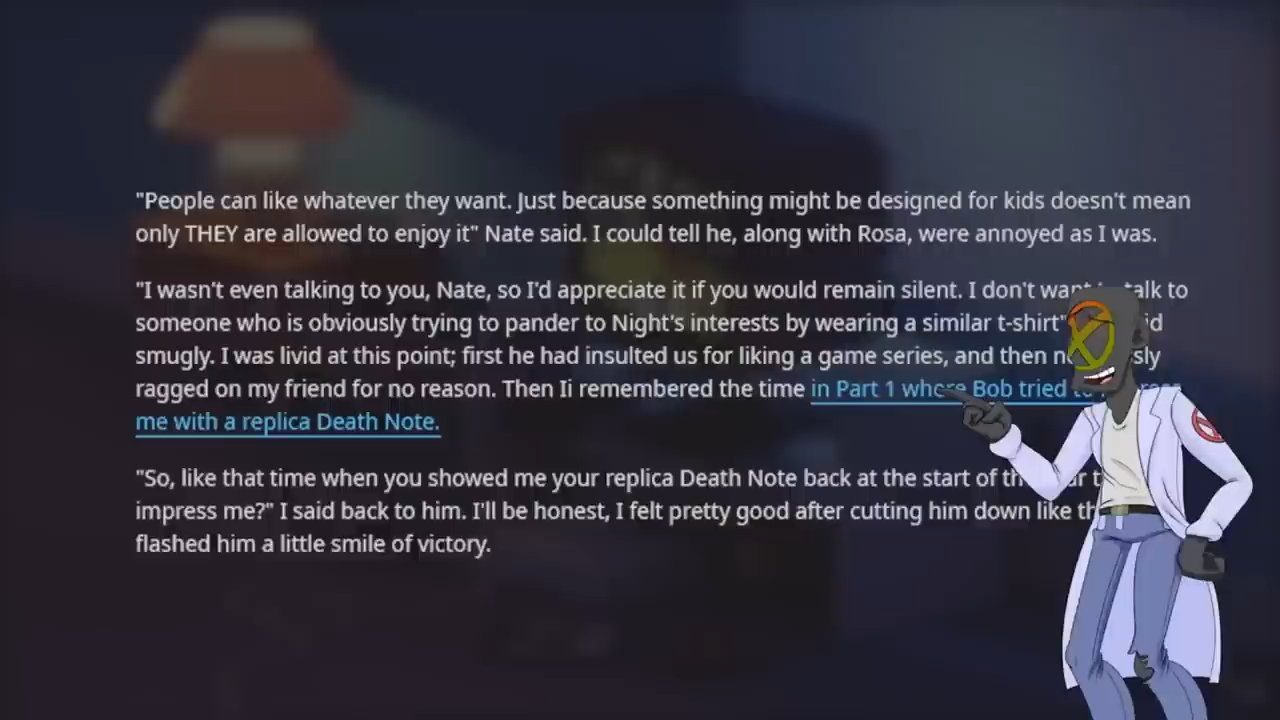 "People can like whatever they want. Just because something might be designed for kids doesn't mean
only THEY are allowed to enjoy it" Nate said. I could tell he, along with Rosa, were annoyed as I was.
"I wasn't even talking to you, Nate, so I'd appreciate it if you would remain silent. I don't want talk to
someone who is obviously trying to pander to Night's interests by wearing a similar t-shirt"
smugly. I was livid at this point; first he had insulted us for liking a game series, and then
ragged on my friend for no reason. Then Ii remembered the time in Part 1 where Bob tried
me with a replica Death Note.
"So, like that time when you showed me your replica Death Note back at the start of
impress me?" I said back to him. I'll be honest, I felt pretty good after cutting him down like
flashed him a little smile of victory.